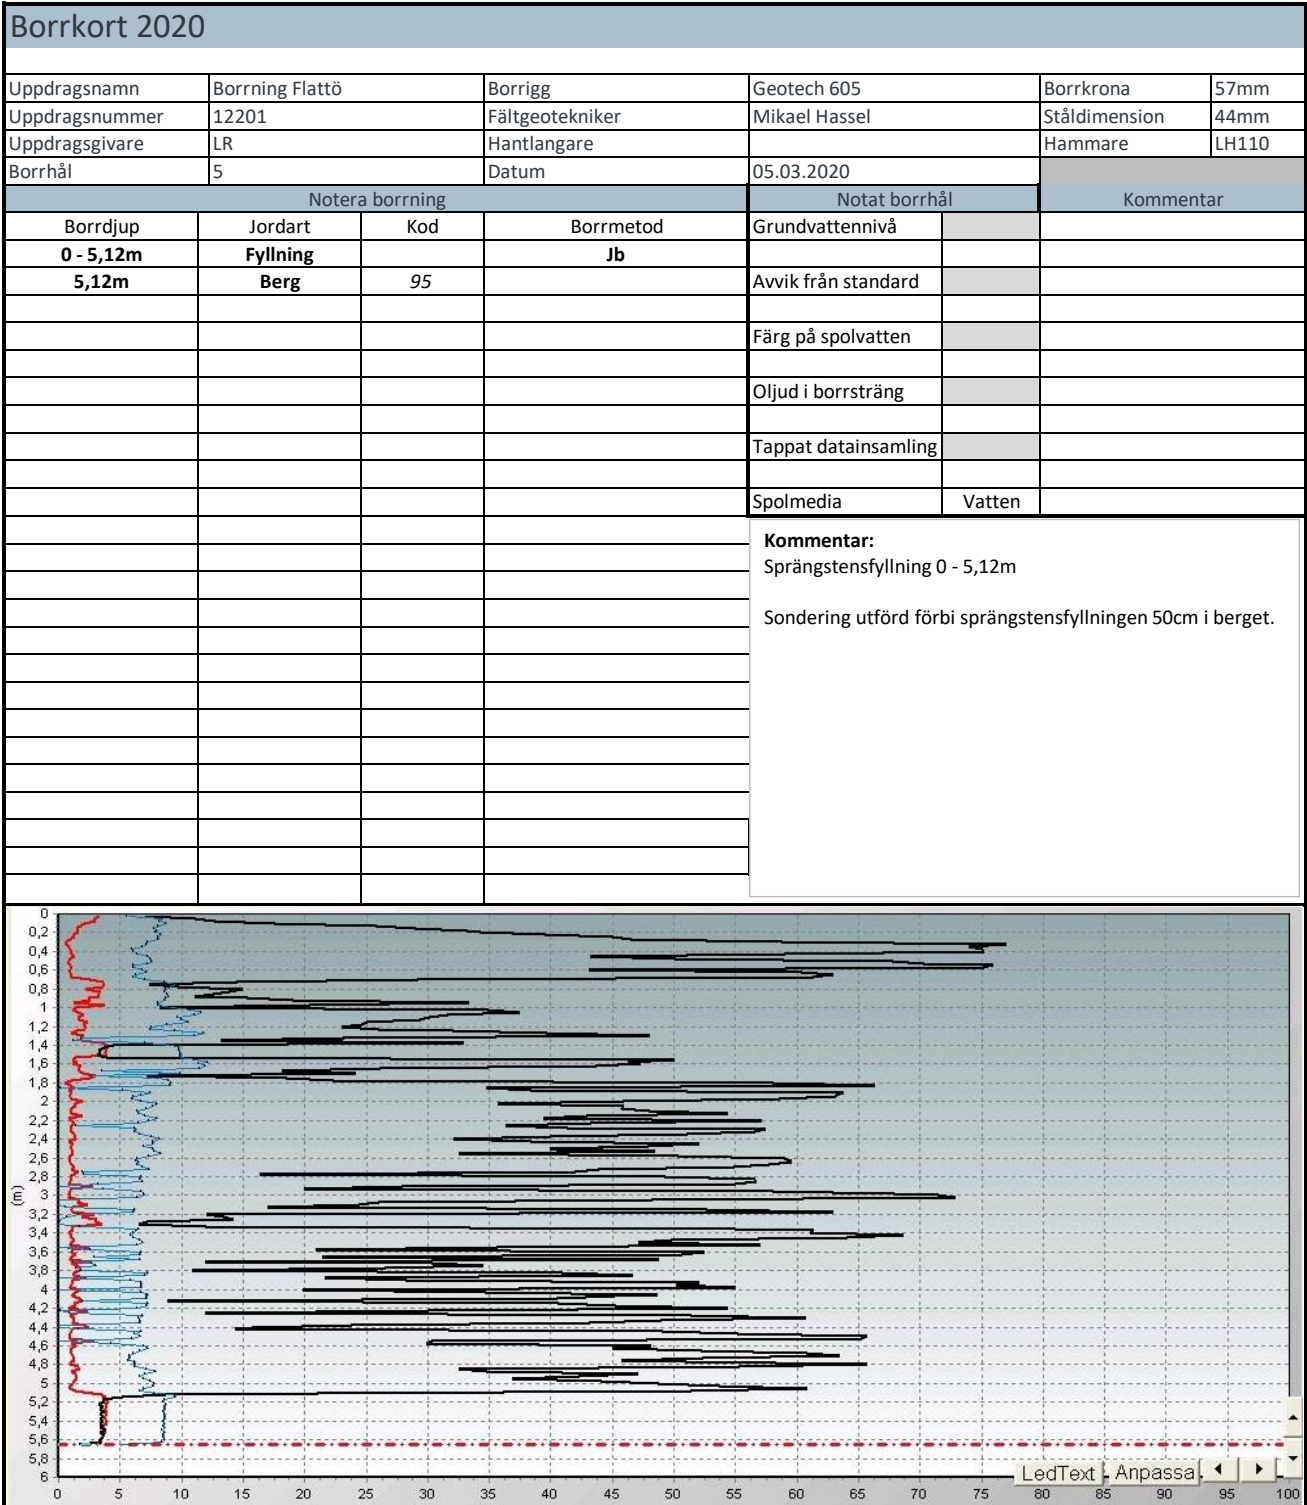 Borrkort 2020
Uppdragsnamn Borrning Flattö Borrigg Geotech 605 Borrkrona 57mm
Uppdragsnummer 12201 Fältgeotekniker Mikael Hassel Ståldimension 44mm
Uppdragsgivare LR Hantlangare Hammare LH110
Borrhål 5 Datum 05.03.2020
Notera borrning Notat borrhål Kommentar
Borrdjup Jordart Kod Borrmetod Grundvattennivå
0 - 5,12m Fyllning Jb
5,12m Berg 95 Avvik från standard
Färg på spolvatten
Oljud i borrsträng
Tappat datainsamling
Spolmedia Vatten
Kommentar:
Sprängstensfyllning 0 - 5,12m
Sondering utförd förbi sprängstensfyllningen 50cm i berget.
0
0,2
0,4
0,6
0,8
1
1,2
1,4
1,6
1,8
2
2,2
2,4
2,6
2,8
(m)
3
3,2
3,4
3,6
3,8
4
4,2
4,4
4,6
4,8
5
5,2
5,4
5,6
5,8
6
LedText Anpassa
0 5 10 15 20 25 30 35 40 45 50 55 60 65 70 75 80 85 90 95 100